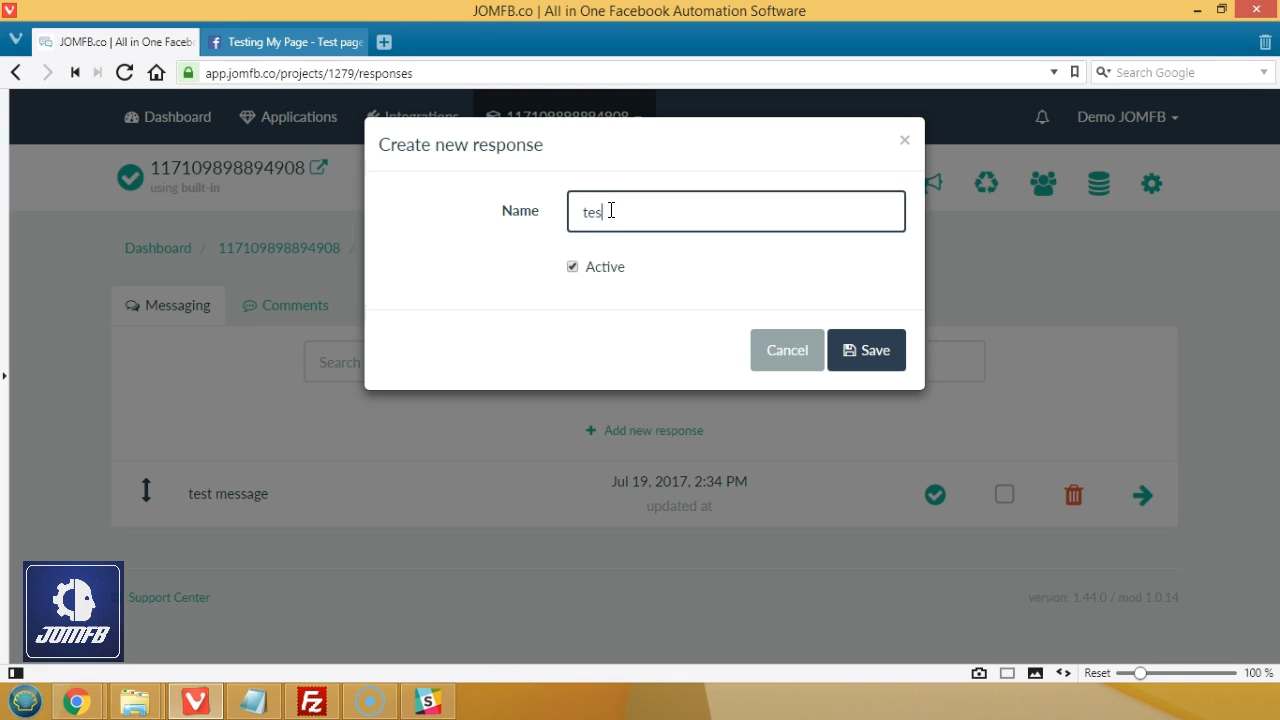 JOMFB.co | All in One Facebook Automation Software
JOMFB.co | All in One Faceb
Testing My Page - Test page
app.jomfb.co/projects/1279/responses
Search Google
Dashboard
Applications
Integrations
117109898894908
Demo JOMFB
Create new response
117109898894908
using built-in
Name
tes
Dashboard / 117109898894908 /
Active
Messaging
Comments
Cancel
Save
Search
+ Add new response
test message
Jul 19, 2017, 2:34 PM
updated at
Support Center
version: 1.44.0 / mod 1.0.14
JOMFB
Reset
100 %